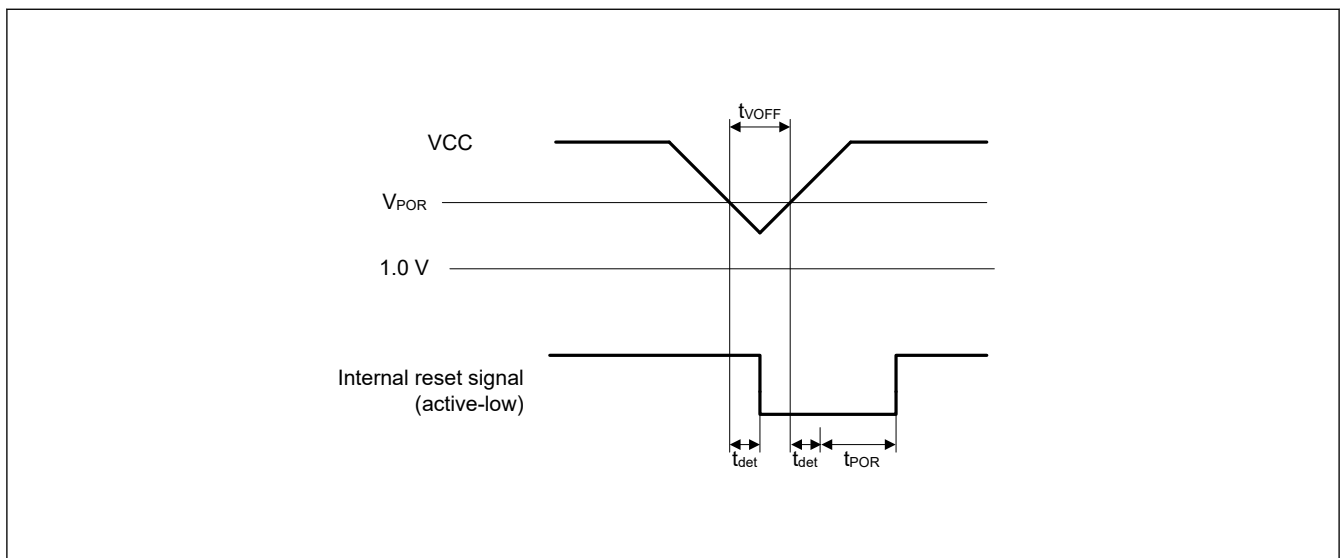 tVOFF
VCC
VPOR
1.0 V
Internal reset signal
(active-low)
tdet
tdet
tPOR